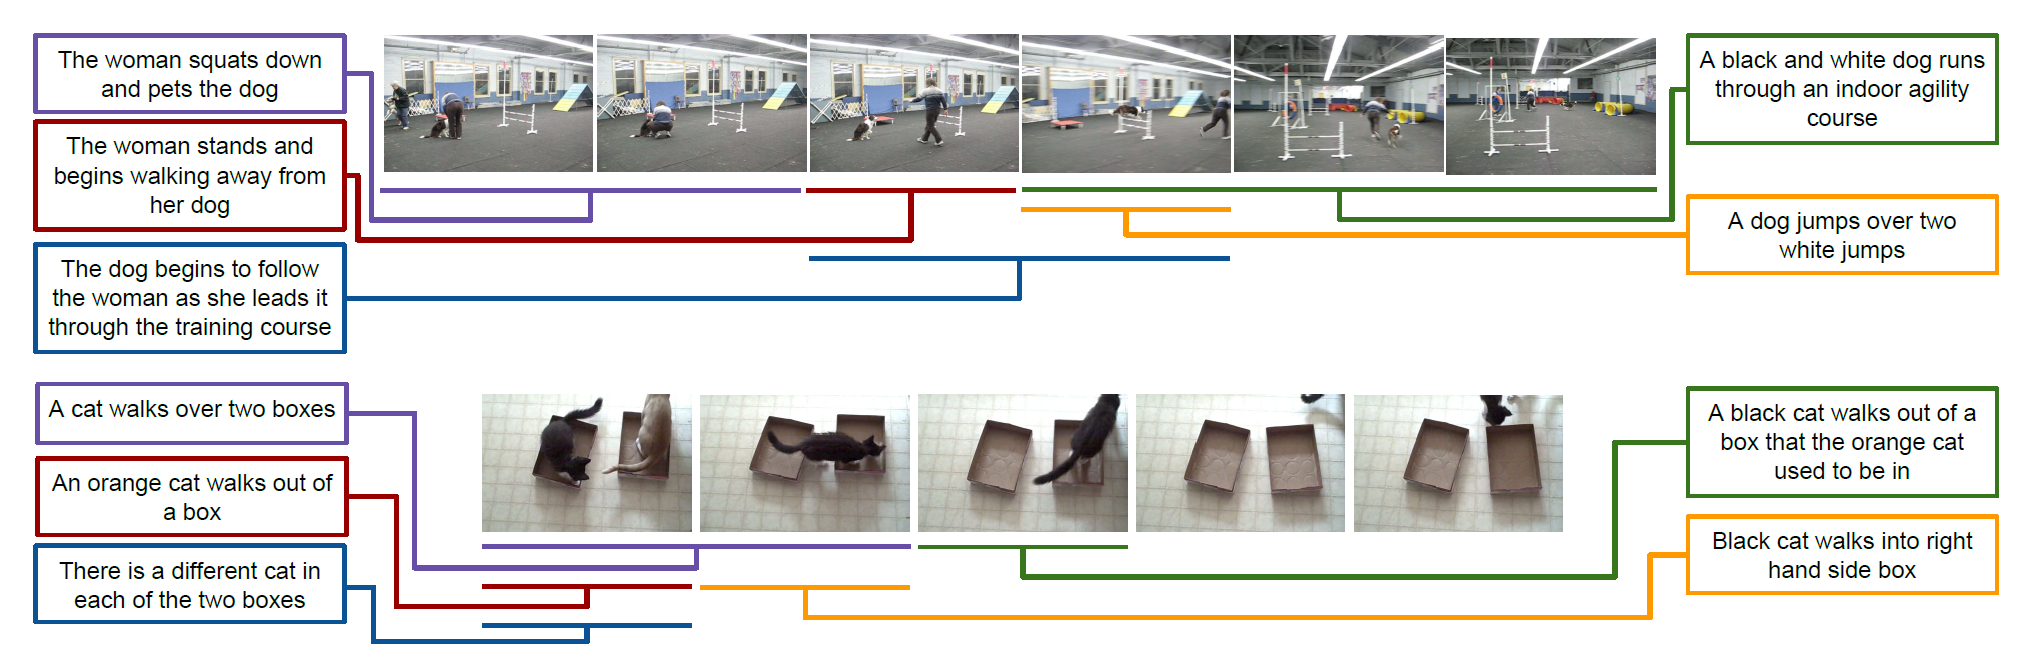 The woman squats down
and pets the dog
The woman stands and
begins walking away from
her dog
The dog begins to follow
the woman as she leads it
through the training course
A black and white dog runs
through an indoor agility
course
A dog jumps over two
white jumps
A cat walks over two boxes
An orange cat walks out of
a box
There is a different cat in
each of the two boxes
A black cat walks out of a
box that the orange cat
used to be in
Black cat walks into right
hand side box